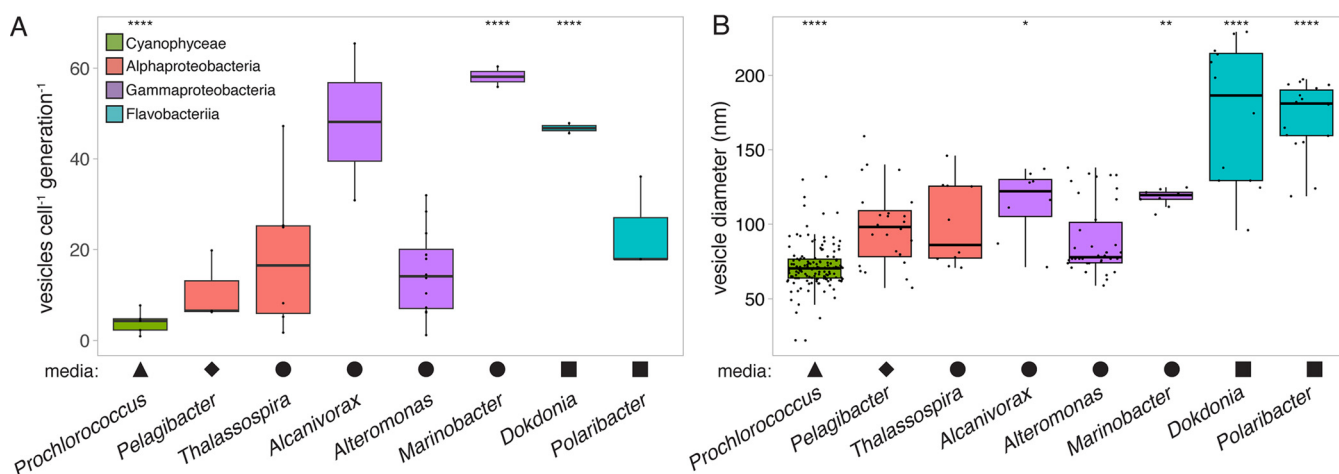 A
****
****
****
Cyanophyceae
Alphaproteobacteria
Gammaproteobacteria
Flavobacteriia
vesicles cell⁻¹ generation⁻¹
60
40
20
0
media:
Prochlorococcus
Pelagibacter
Thalassospira
Alcanivorax
Alteromonas
Marinobacter
Dokdonia
Polaribacter
B
****
*
**
****
****
vesicle diameter (nm)
200
150
100
50
media:
Prochlorococcus
Pelagibacter
Thalassospira
Alcanivorax
Alteromonas
Marinobacter
Dokdonia
Polaribacter